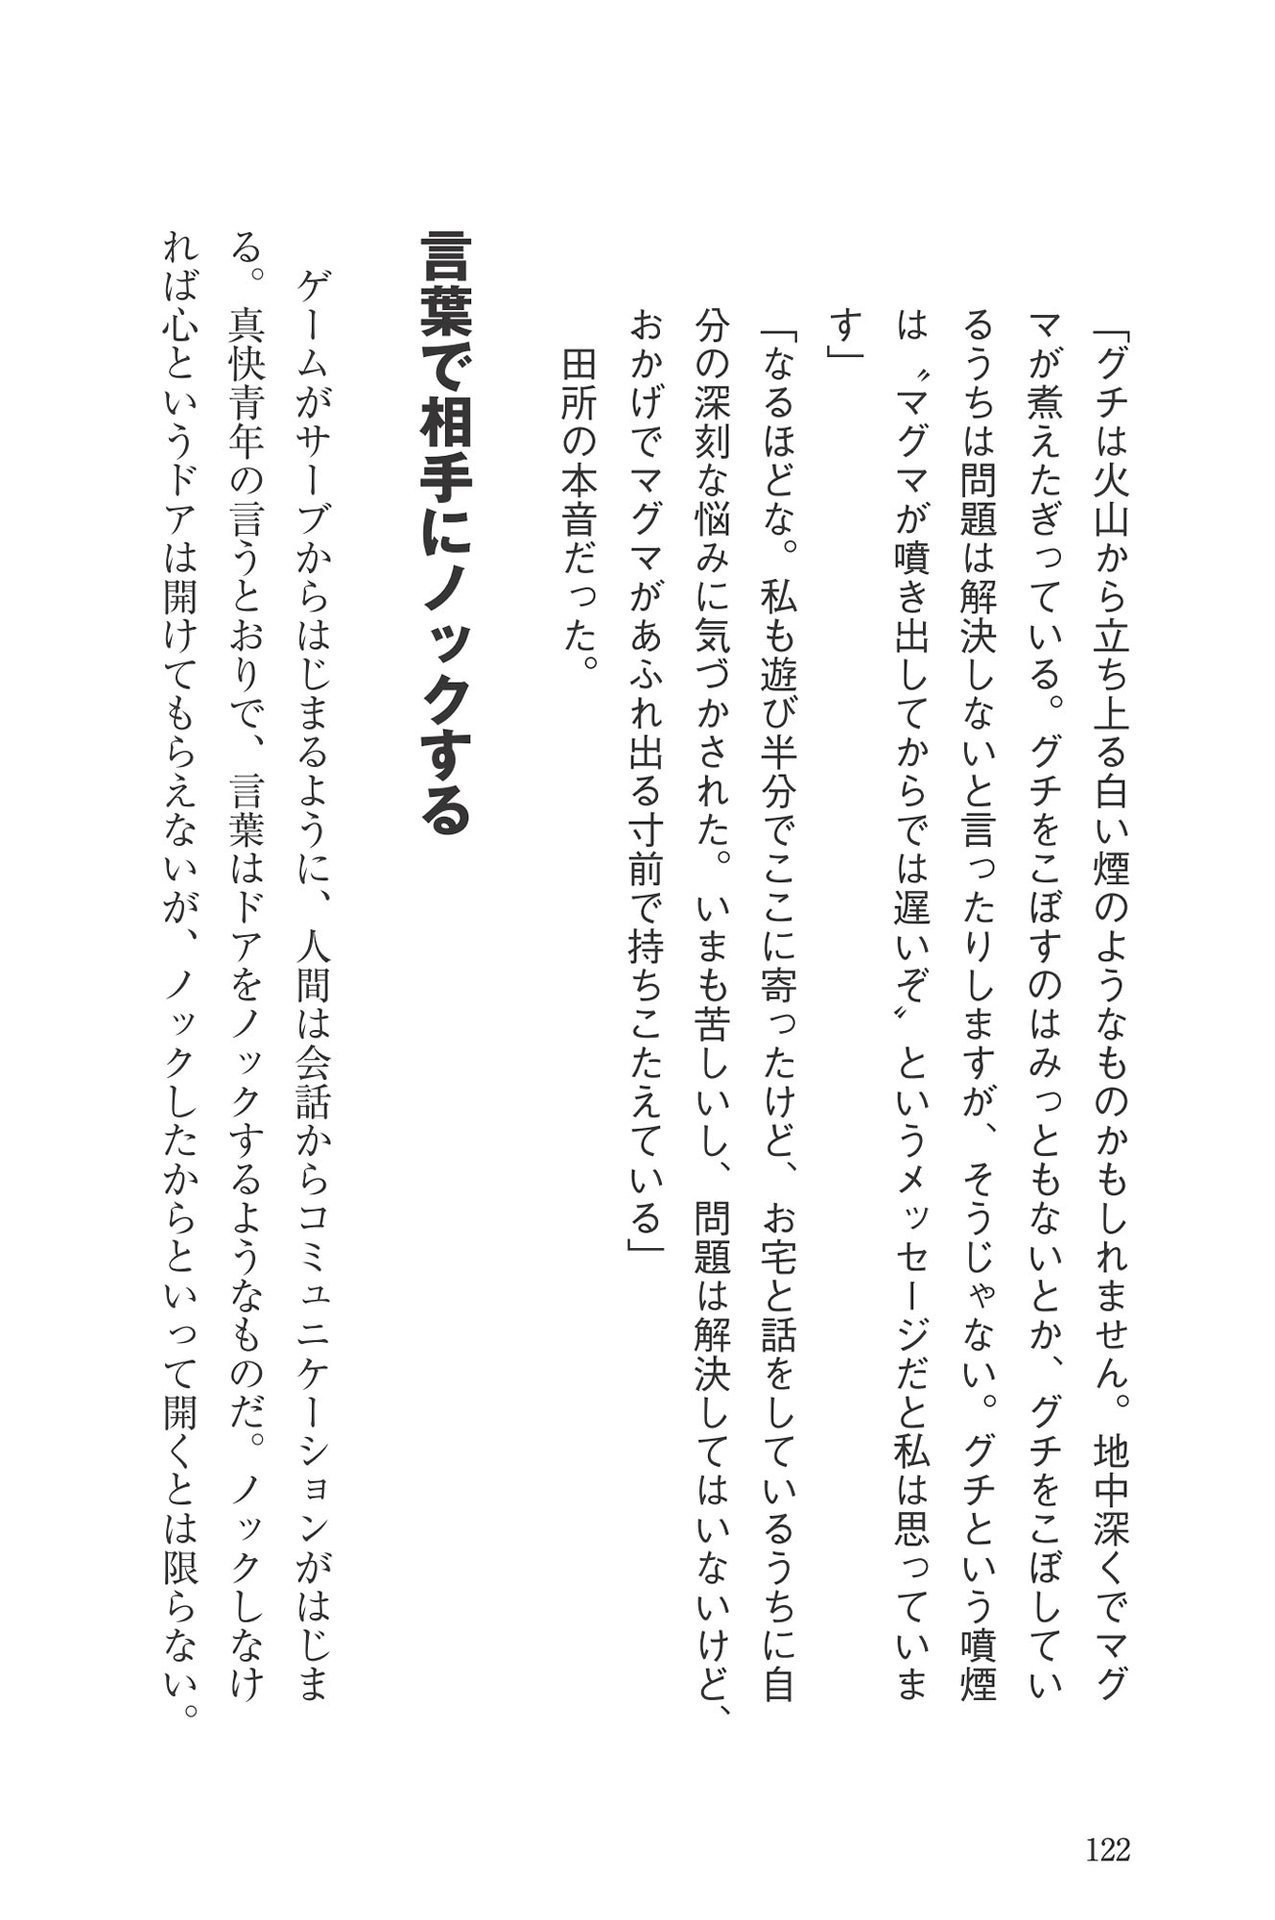 「グチは火山から立ち上る白い煙のようなものかもしれません。地中深くでマグ
マが煮えたぎっている。グチをこぼすのはみっともないとか、グチをこぼしてい
るうちは問題は解決しないと言ったりしますが、そうじゃない。グチという噴煙
は〝マグマが噴き出してからでは遅いぞ〟というメッセージだと私は思っていま
す」
「なるほどな。私も遊び半分でここに寄ったけど、お宅と話をしているうちに自
分の深刻な悩みに気づかされた。いまも苦しいし、問題は解決してはいないけど、
おかげでマグマがあふれ出る寸前で持ちこたえている」
田所の本音だった。
言葉で相手にノックする
ゲームがサーブからはじまるように、人間は会話からコミュニケーションがはじま
る。真快青年の言うとおりで、言葉はドアをノックするようなものだ。ノックしなけ
れば心というドアは開けてもらえないが、ノックしたからといって開くとは限らない。
122